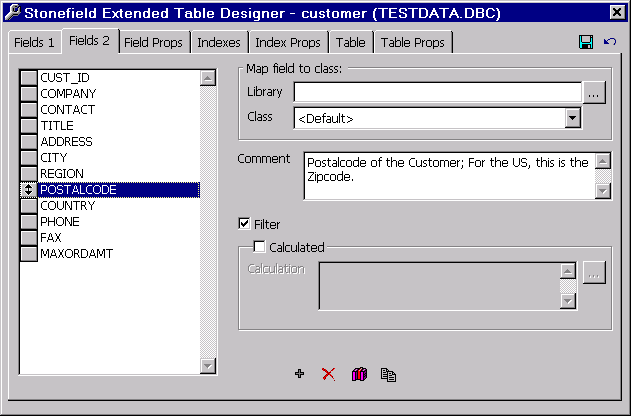 Stonefield Extended Table Designer - customer (TESTDATA.DBC)
Fields 1 Fields 2 Field Props Indexes Index Props Table Table Props
CUST_ID
COMPANY
CONTACT
TITLE
ADDRESS
CITY
REGION
POSTALCODE
COUNTRY
PHONE
FAX
MAXORDAMT
Map field to class:
Library ...
Class <Default>
Comment Postalcode of the Customer; For the US, this is the
Zipcode.
Filter
Calculated
Calculation ...